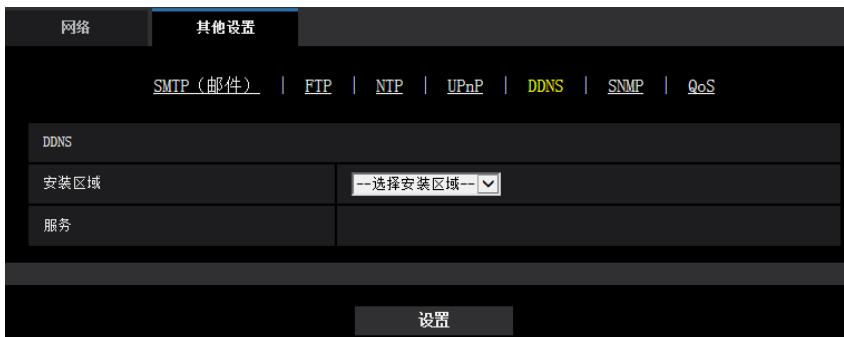 网络 其他设置
SMTP（邮件） | FTP | NTP | UPnP | DDNS | SNMP | QoS
DDNS
安装区域 --选择安装区域--
服务
设置